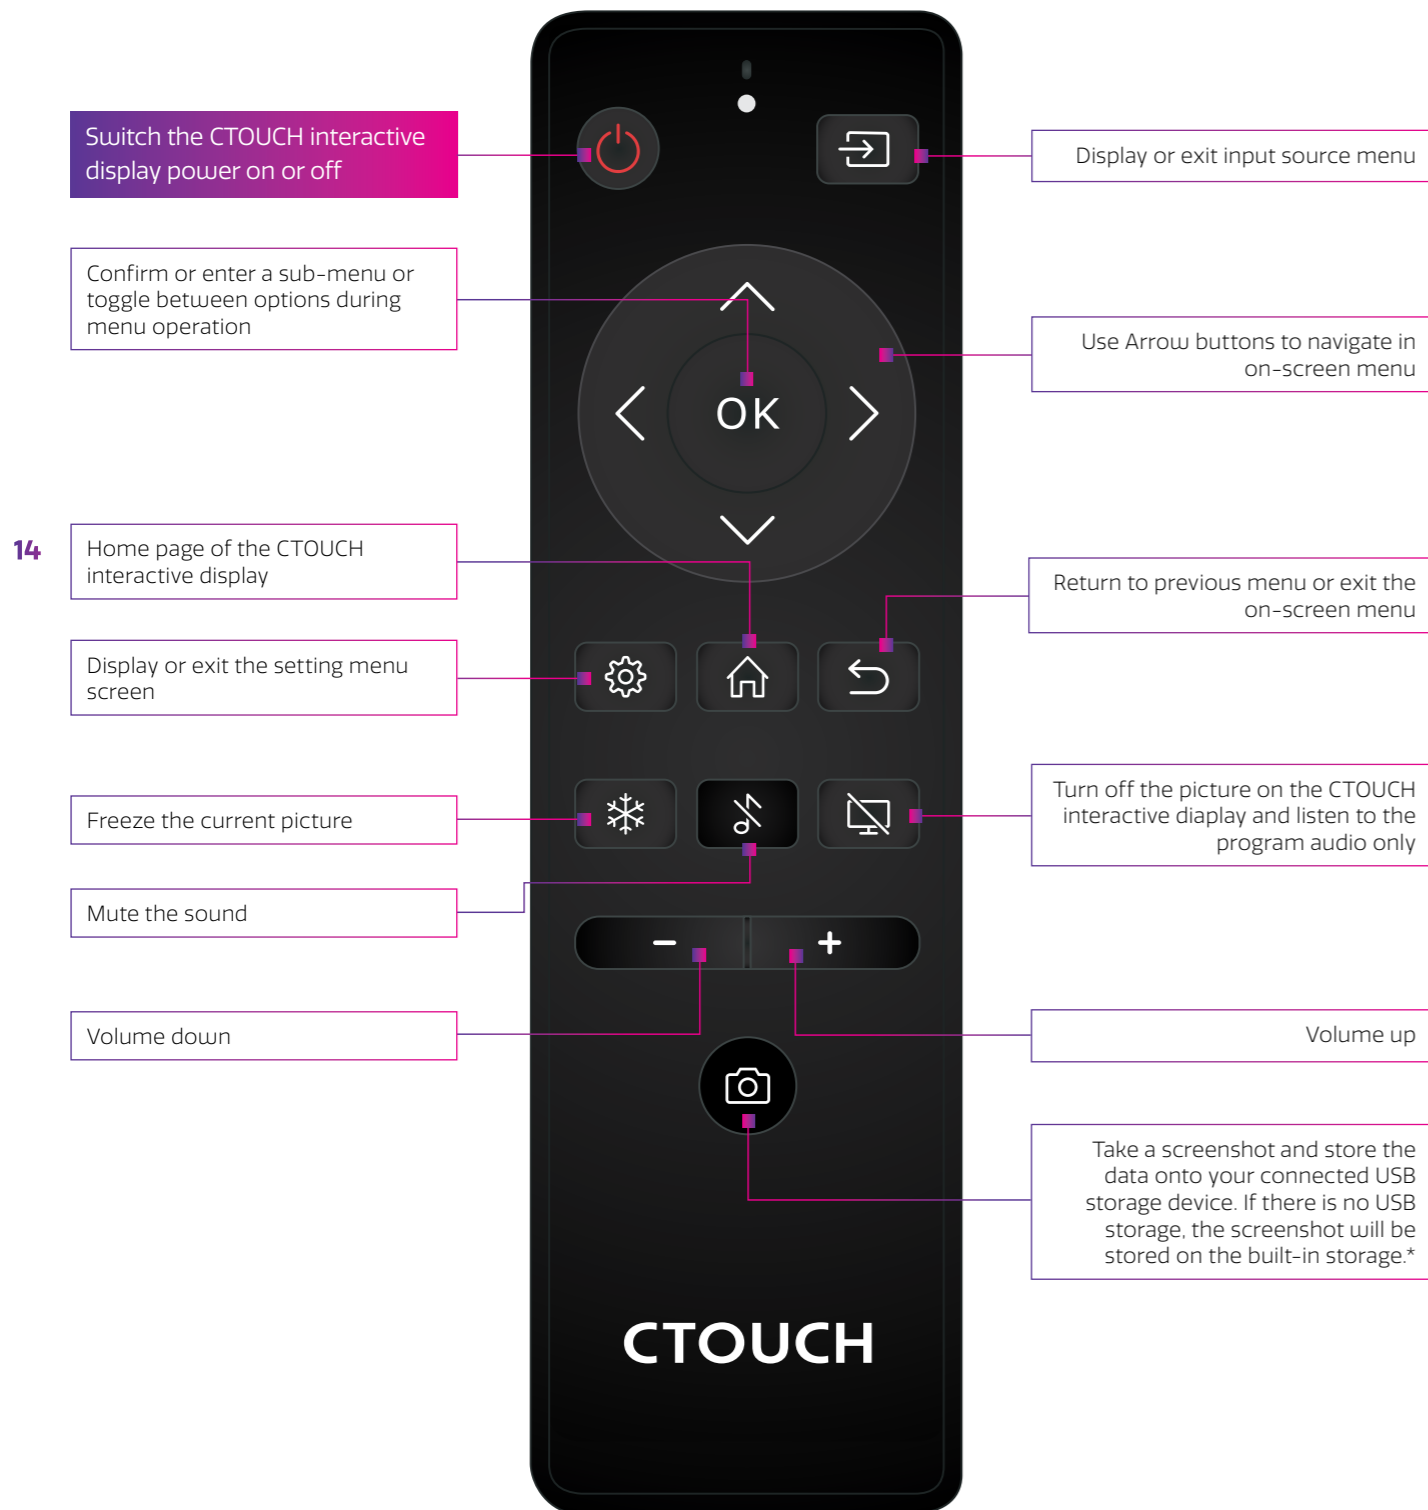 Switch the CTOUCH interactive
display power on or off
Display or exit input source menu
Confirm or enter a sub-menu or
toggle between options during
menu operation
Use Arrow buttons to navigate in
on-screen menu
OK
14
Home page of the CTOUCH
interactive display
Return to previous menu or exit the
on-screen menu
Display or exit the setting menu
screen
Turn off the picture on the CTOUCH
interactive diaplay and listen to the
program audio only
Freeze the current picture
Mute the sound
- +
Volume down
Volume up
Take a screenshot and store the
data onto your connected USB
storage device. If there is no USB
storage, the screenshot will be
stored on the built-in storage.*
CTOUCH